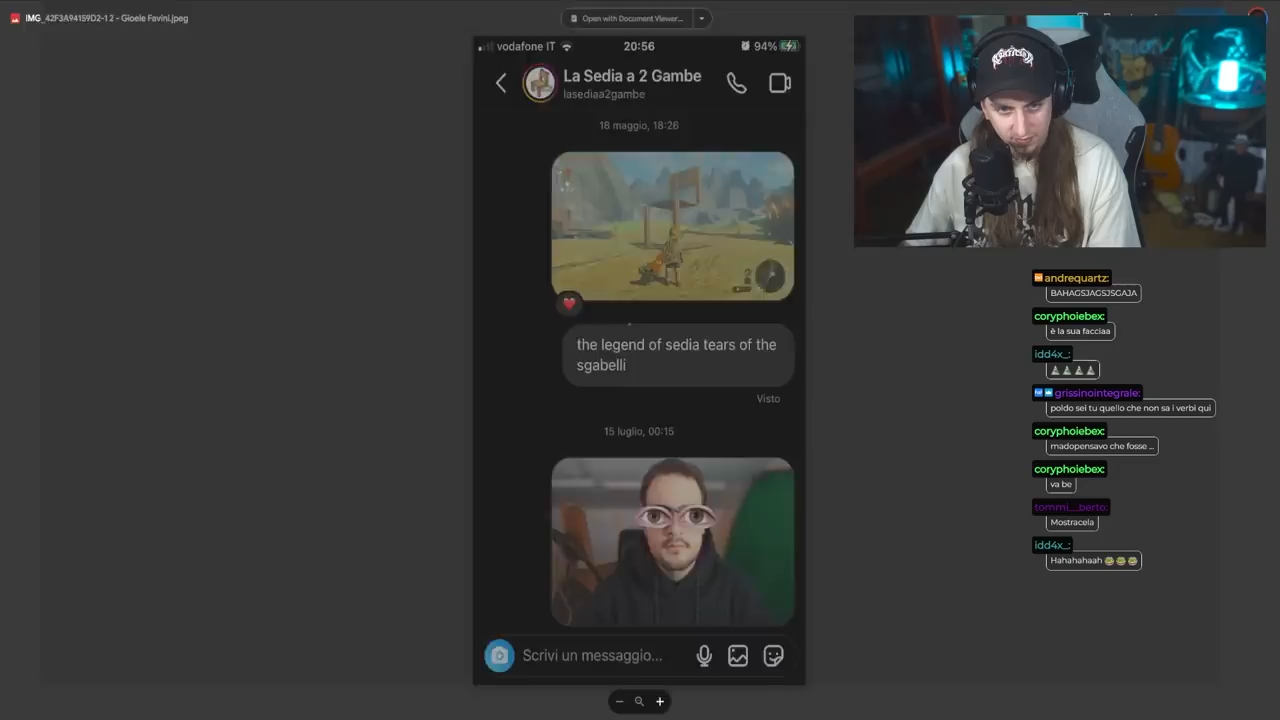 IMG_42F3A94159D2-1 2 - Gioele Favini.jpeg
Open with Document Viewer...
vodafone IT
20:56
94%
La Sedia a 2 Gambe
lasediaa2gambe
18 maggio, 18:26
the legend of sedia tears of the
sgabelli
Visto
15 luglio, 00:15
Scrivi un messaggio...
andrequartz:
BAHAGSJAGSJSGAJA
coryphoiebex:
è la sua facciaa
idd4x_:
grissinointegrale:
poldo sei tu quello che non sa i verbi qui
coryphoiebex:
madopensavo che fosse ...
coryphoiebex:
va be
tommi__berto:
Mostracela
idd4x_:
Hahahahaah